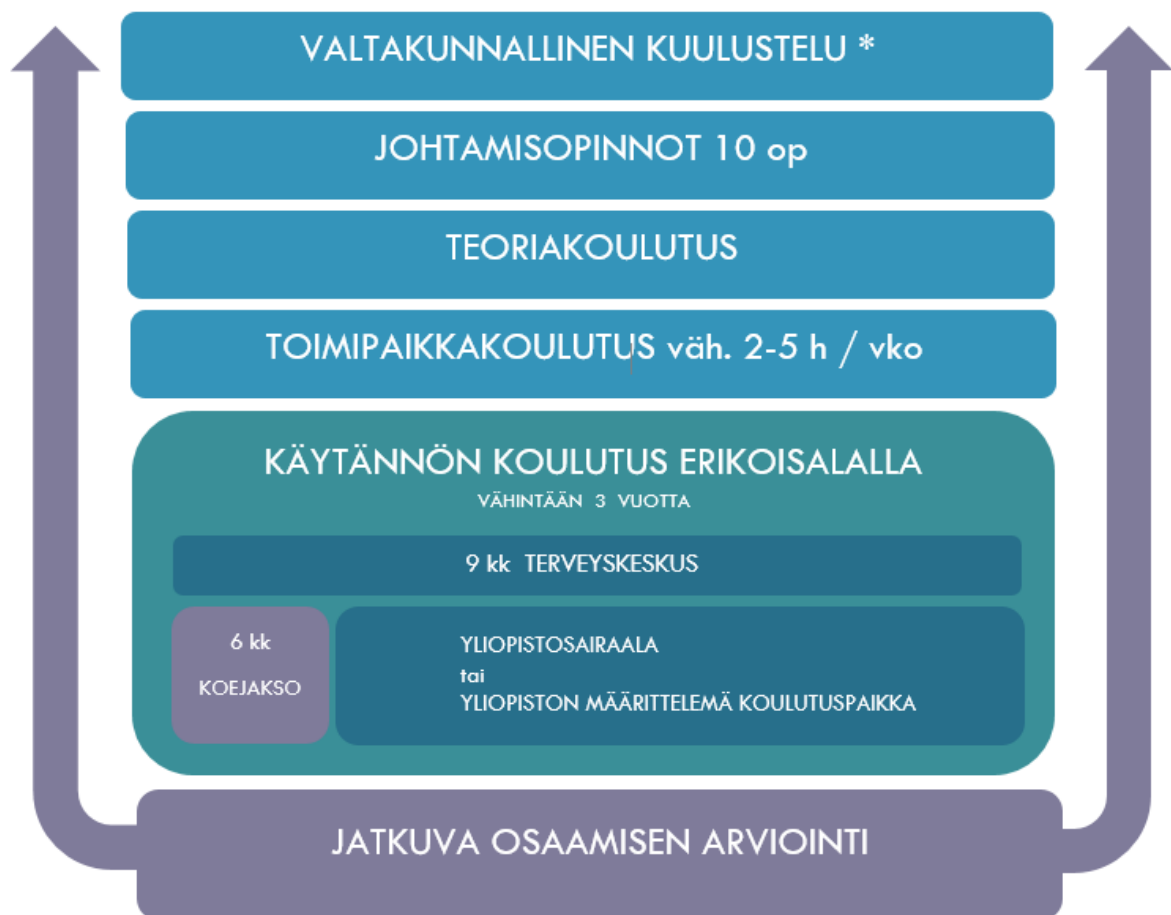 VALTAKUNNALLINEN KUULUSTELU *
JOHTAMISOPINNOT 10 op
TEORIAKOULUTUS
TOIMIPAIKKAKOULUTUS väh. 2-5 h / vko
KÄYTÄNNÖN KOULUTUS ERIKOISALALLA
VÄHINTÄÄN 3 VUOTTA
9 kk TERVEYSKESKUS
6 kk
KOEJAKSO
YLIOPISTOSAIRAALA
tai
YLIOPISTON MÄÄRITTELEMÄ KOULUTUSPAIKKA
JATKUVA OSAAMISEN ARVIOINTI